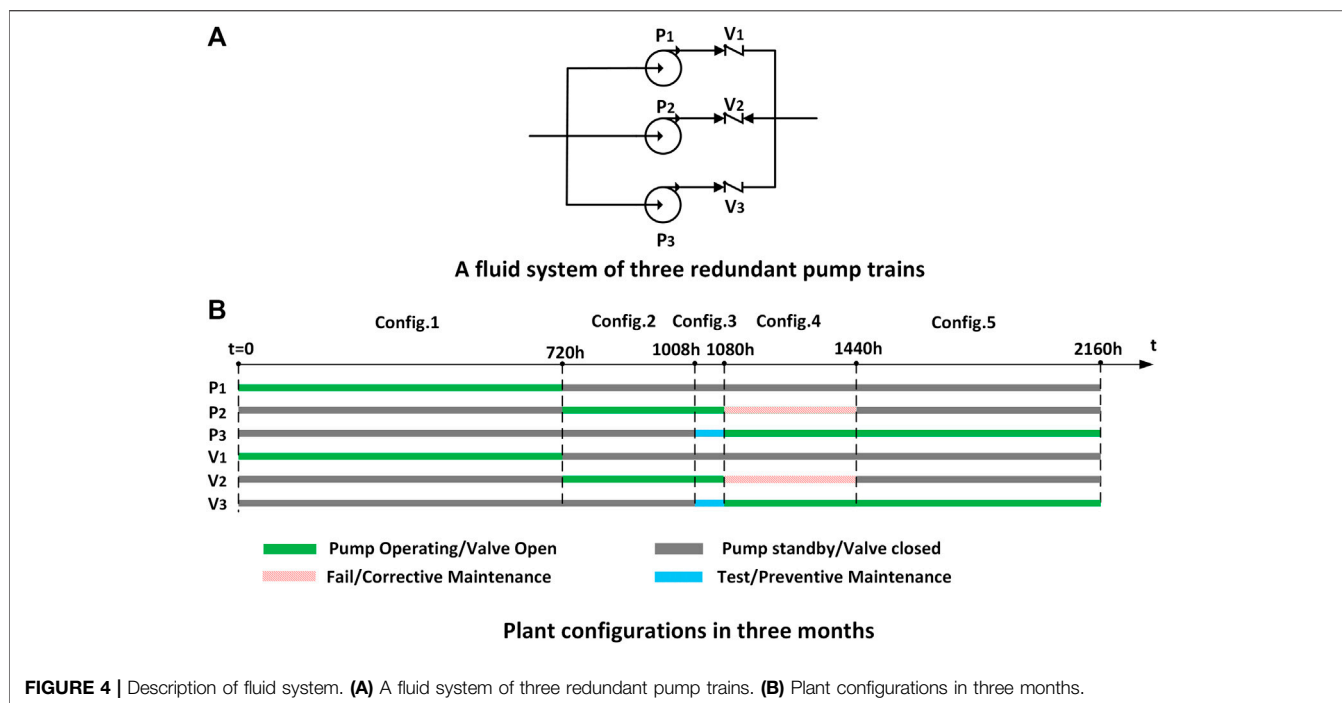 A
P1
V1
P2
V2
V3
P3
A fluid system of three redundant pump trains
B
Config.1 Config.2 Config.3 Config.4 Config.5
t=0 720h 1008h 1080h 1440h 2160h t
P1
P2
P3
V1
V2
V3
Pump Operating/Valve Open Pump standby/Valve closed
Fail/Corrective Maintenance Test/Preventive Maintenance
Plant configurations in three months
FIGURE 4 | Description of fluid system. (A) A fluid system of three redundant pump trains. (B) Plant configurations in three months.